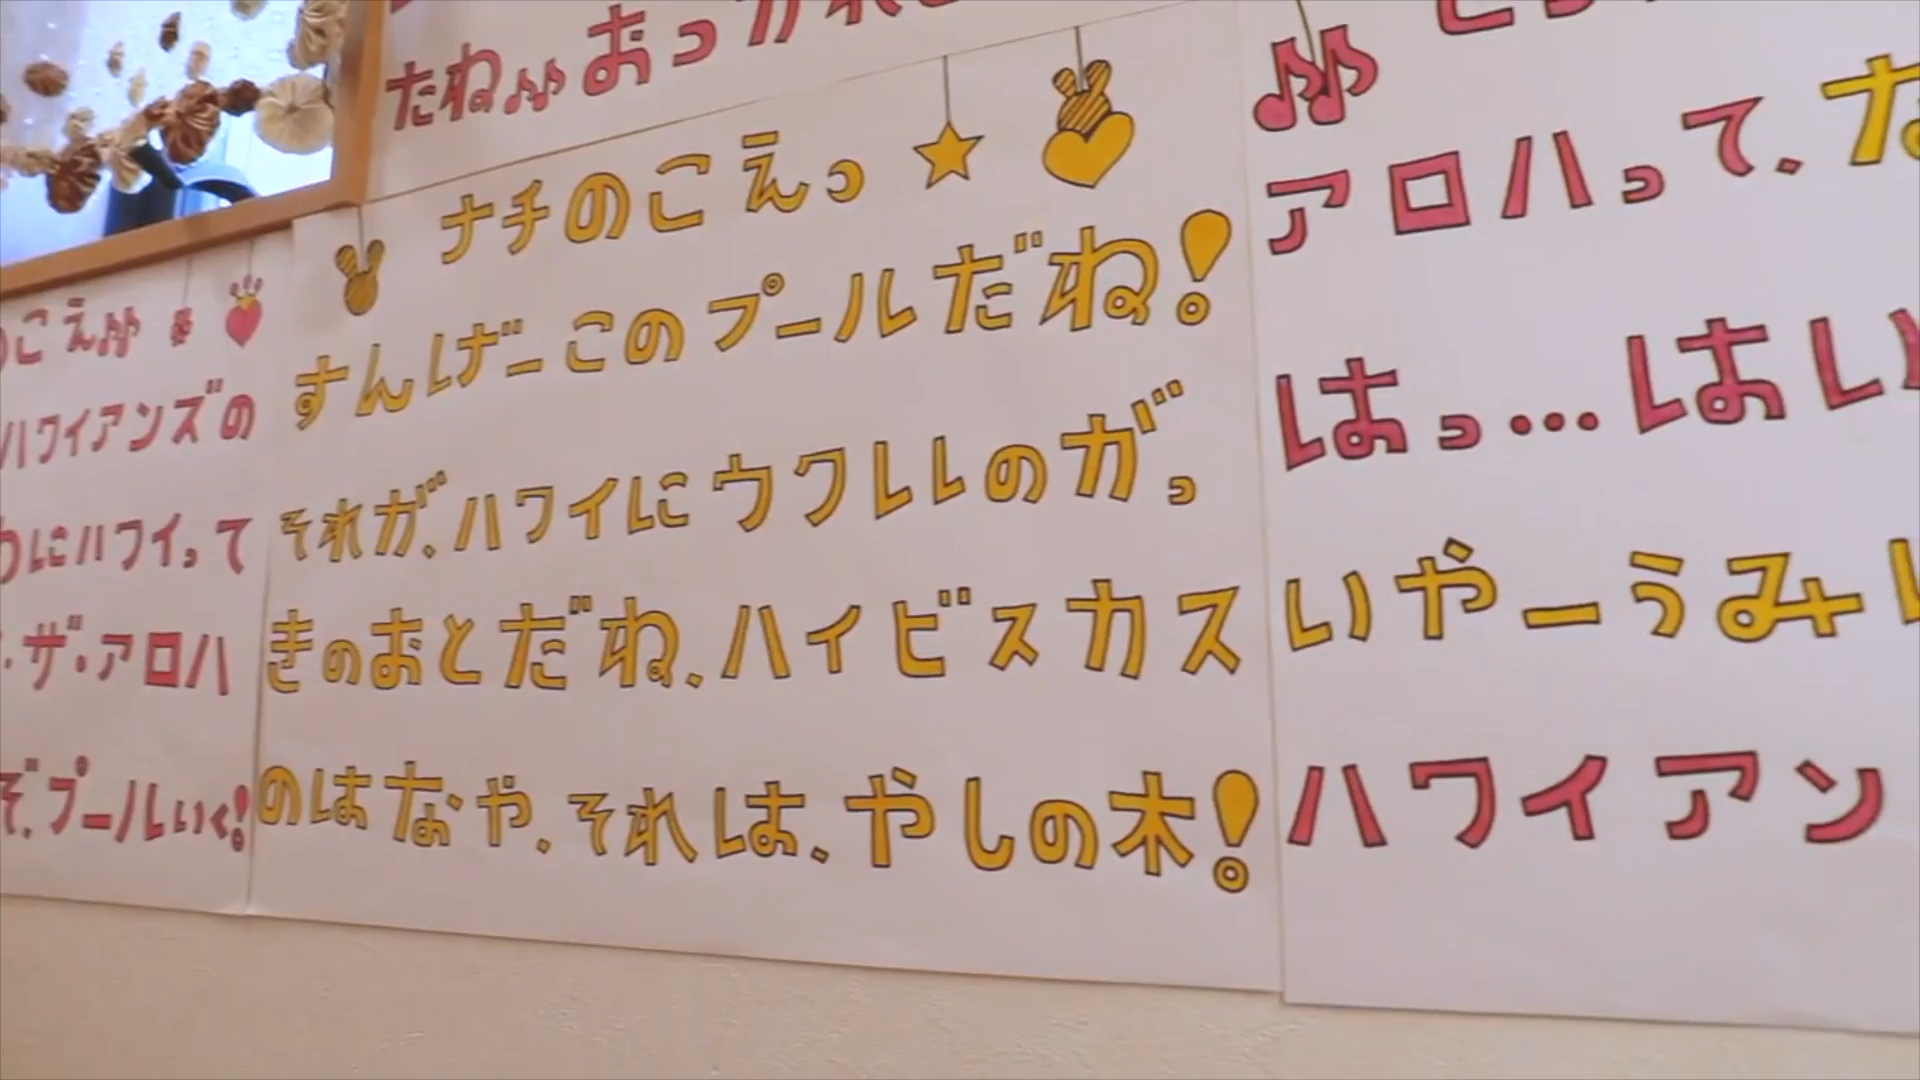 たね♪♪おっ
ナチのこえっ
すんげーこのプールだね!
それが、ハワイにウクレレのがっ
きのおとだね、ハイビスカス
のはなや、それは、やしの木!
のこえ♪♪
ハワイアンズの
にハワイ、って
・ザ・アロハ
ぞ、プールいく!
♪♪
アロハって、な
はっ…はい
いやーうみ
ハワイアン